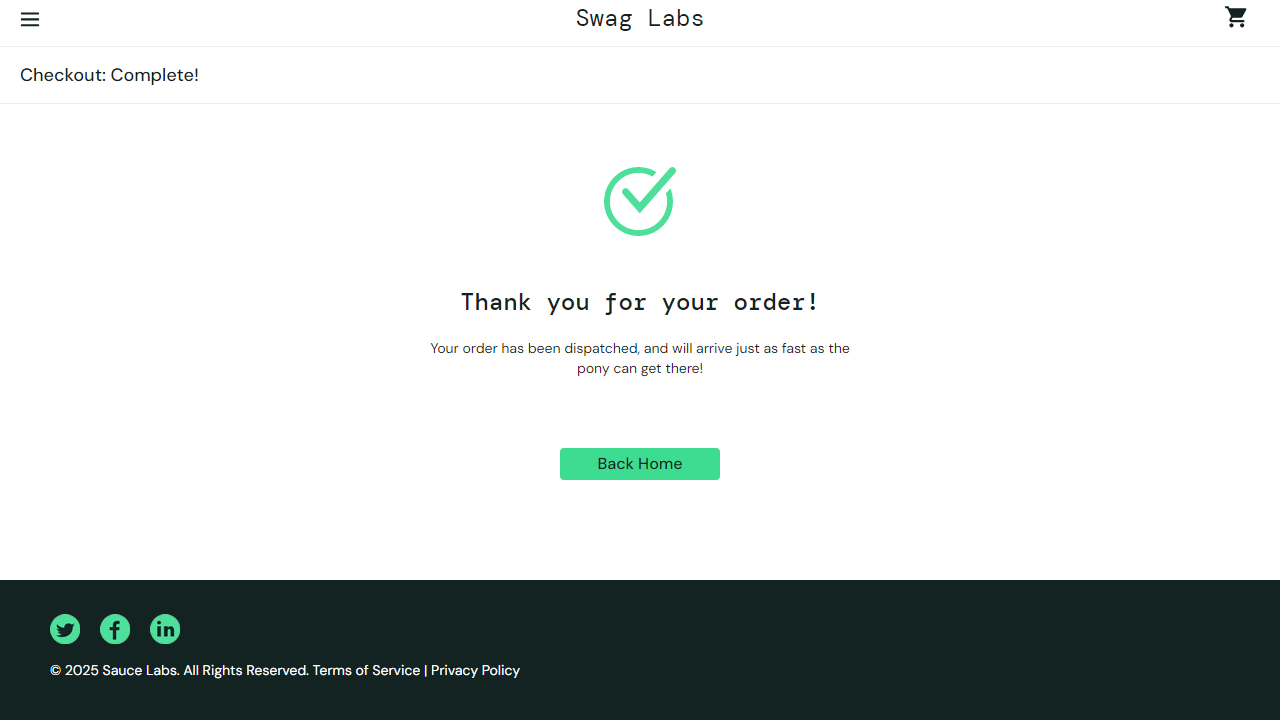 Swag Labs
Checkout: Complete!
Thank you for your order!
Your order has been dispatched, and will arrive just as fast as the
pony can get there!
Back Home
© 2025 Sauce Labs. All Rights Reserved. Terms of Service | Privacy Policy